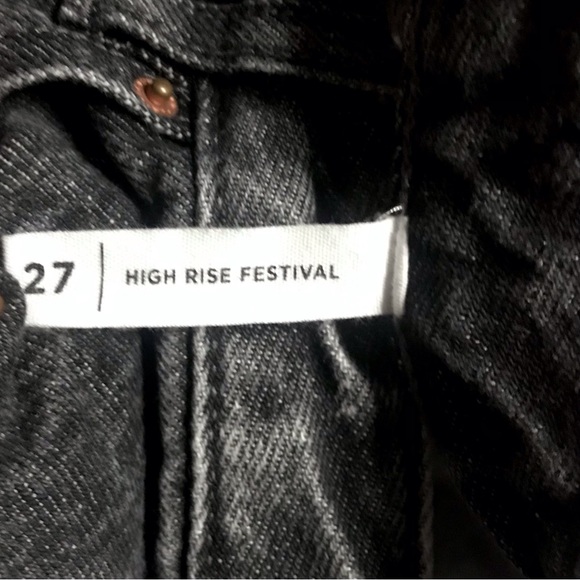 27 | HIGH RISE FESTIVAL